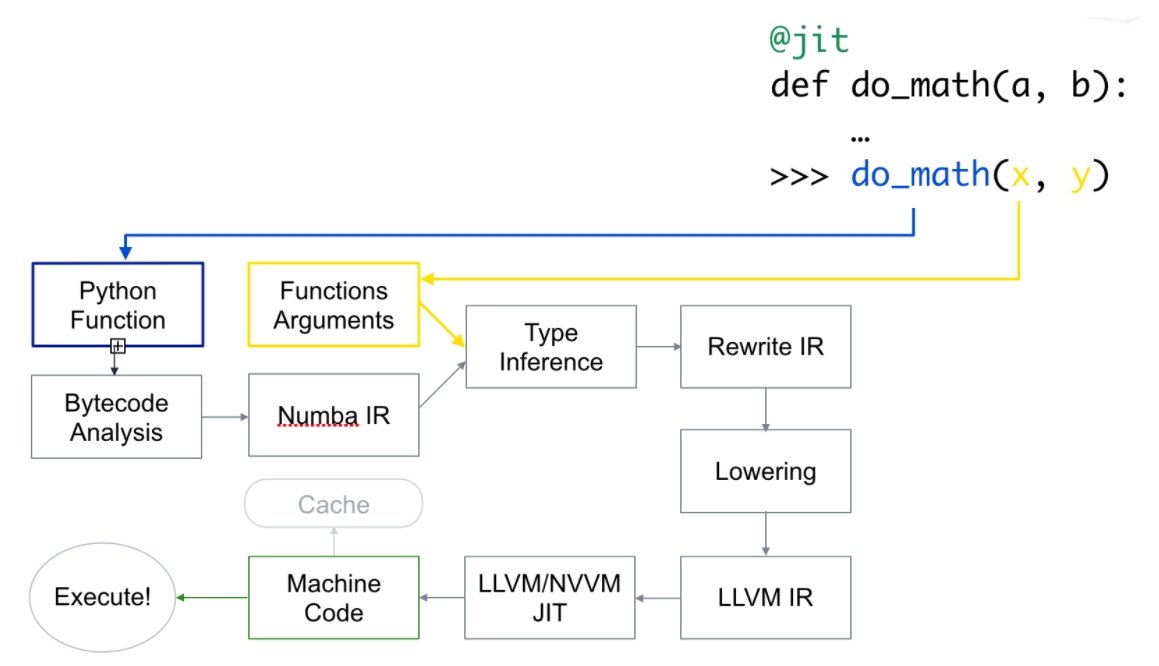 @jit
def do_math(a, b):
…
>>> do_math(x, y)
Python
Function
Functions
Arguments
Type
Inference
Rewrite IR
Bytecode
Analysis
Numba IR
Lowering
Cache
Execute!
Machine
Code
LLVM/NVVM
JIT
LLVM IR